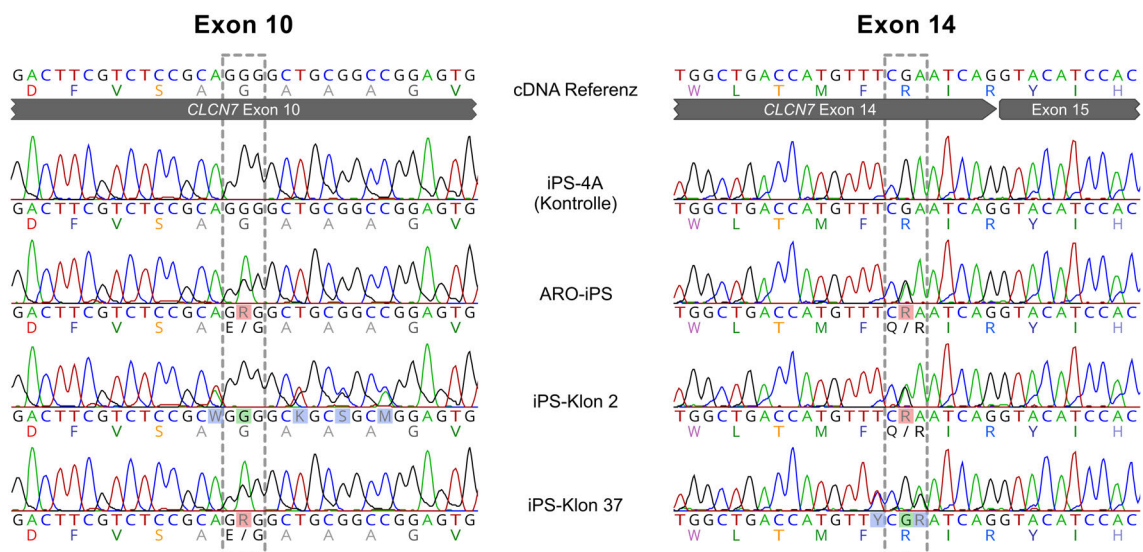 Exon 10
Exon 14
GACTTCGTCTCCGCAGGGGCTGCGGCCGGAGTG
D F V S A G A A A G V
CLCN7 Exon 10
cDNA Referenz
TGGCTGACCATGTTTCGAATCAGGTACATCCAC
W L T M F R I R Y I H
CLCN7 Exon 14
Exon 15
iPS-4A
(Kontrolle)
GACTTCGTCTCCGCAGGGGCTGCGGCCGGAGTG
D F V S A G A A A G V
TGGCTGACCATGTTTCGAATCAGGTACATCCAC
W L T M F R I R Y I H
ARO-iPS
GACTTCGTCTCCGCAGRGGCTGCGGCCGGAGTG
D F V S A E / G A A A G V
TGGCTGACCATGTTTCRAATCAGGTACATCCAC
W L T M F Q / R I R Y I H
iPS-Klon 2
GACTTCGTCTCCGCWGGGGCKGCSGCMGGAGTG
D F V S A G A A A G V
TGGCTGACCATGTTTCRAATCAGGTACATCCAC
W L T M F Q / R I R Y I H
iPS-Klon 37
GACTTCGTCTCCGCAGRGGCTGCGGCCGGAGTG
D F V S A E / G A A A G V
TGGCTGACCATGTTYCGRATCAGGTACATCCAC
W L T M F R I R Y I H